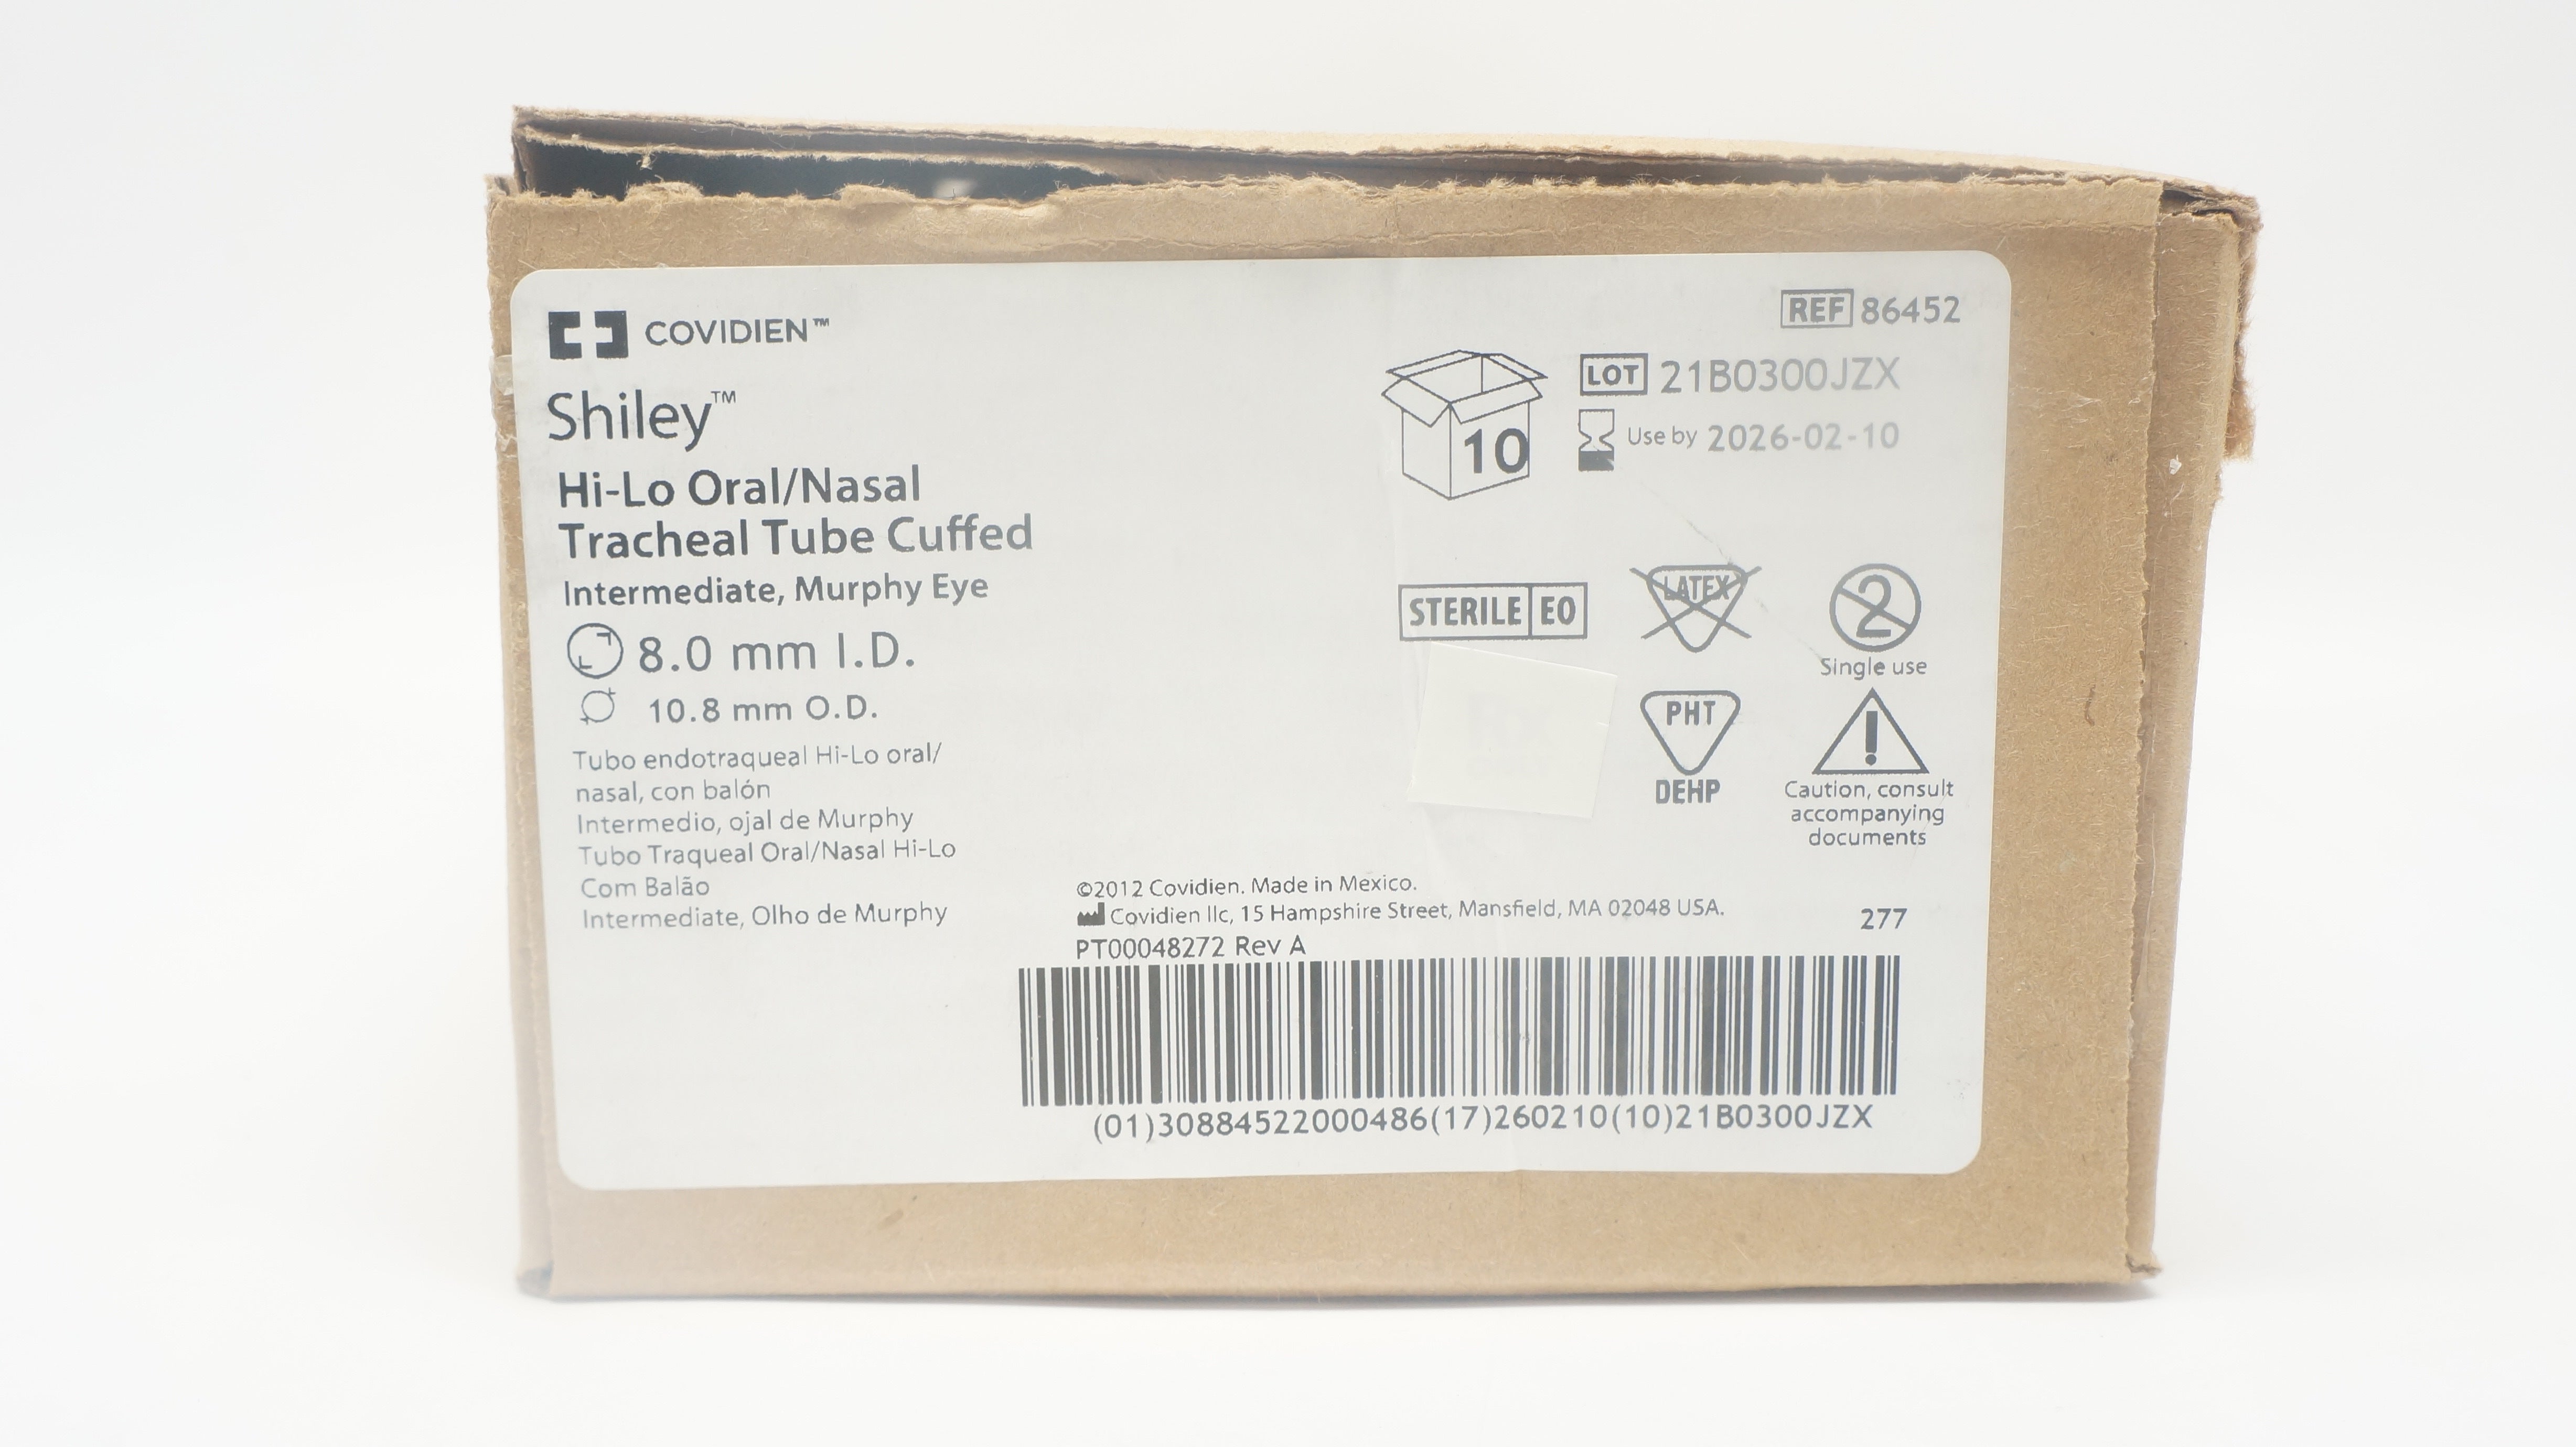 COVIDIEN™
Shiley™
Hi-Lo Oral/Nasal
Tracheal Tube Cuffed
Intermediate, Murphy Eye
8.0 mm I.D.
10.8 mm O.D.
Tubo endotraqueal Hi-Lo oral/
nasal, con balón
Intermedio, ojal de Murphy
Tubo Traqueal Oral/Nasal Hi-Lo
Com Balão
Intermediate, Olho de Murphy
REF 86452
10
LOT 21B0300JZX
Use by 2026-02-10
STERILE EO
LATEX
2
Single use
PHT
DEHP
!
Caution, consult
accompanying
documents
©2012 Covidien. Made in Mexico.
Covidien llc, 15 Hampshire Street, Mansfield, MA 02048 USA.
277
PT00048272 Rev A
(01)30884522000486(17)260210(10)21B0300JZX